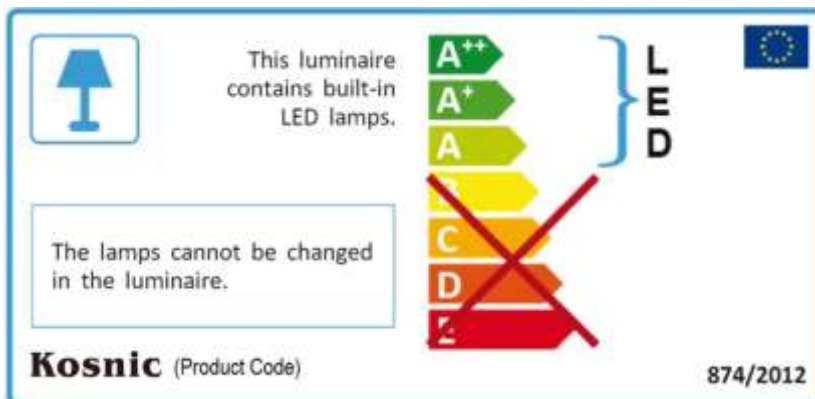 This luminaire
contains built-in
LED lamps.
A++
A+
A
B
C
D
E
L
E
D
The lamps cannot be changed
in the luminaire.
Kosnic (Product Code)
874/2012